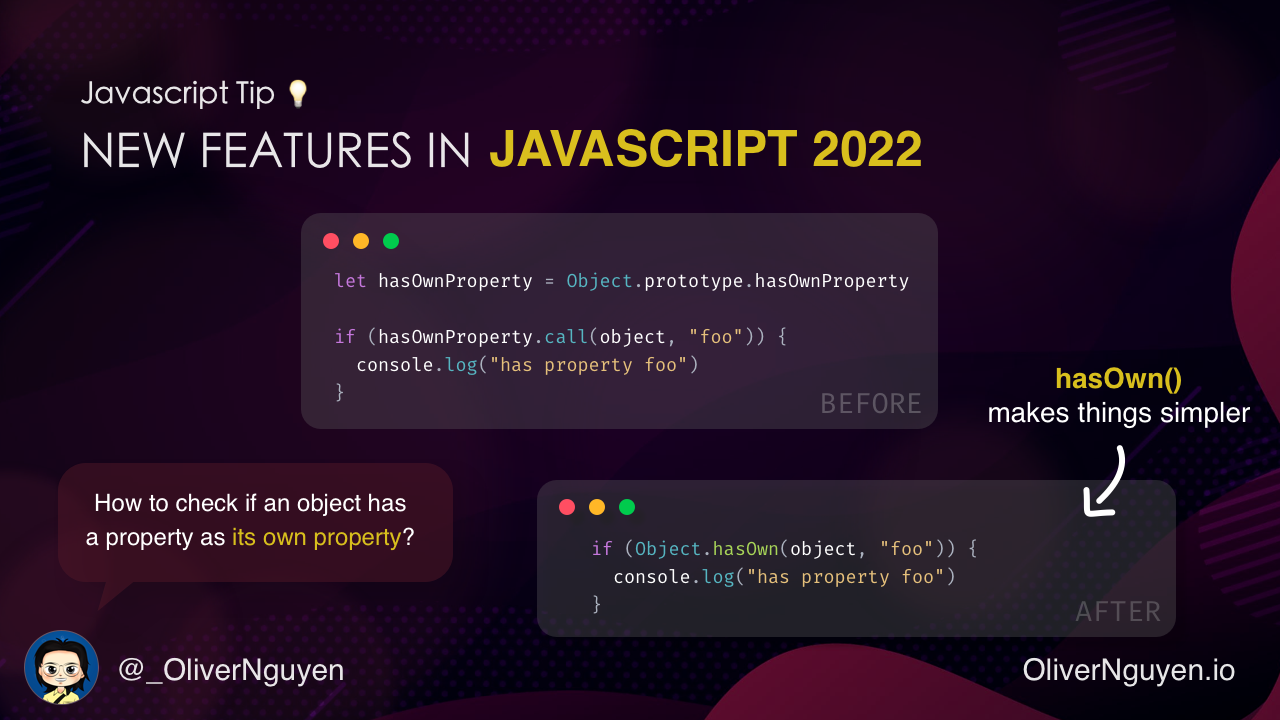 Javascript Tip 💡
NEW FEATURES IN JAVASCRIPT 2022
let hasOwnProperty = Object.prototype.hasOwnProperty
if (hasOwnProperty.call(object, "foo")) {
  console.log("has property foo")
}
BEFORE
hasOwn()
makes things simpler
How to check if an object has
a property as its own property?
if (Object.hasOwn(object, "foo")) {
  console.log("has property foo")
}
AFTER
@_OliverNguyen
OliverNguyen.io